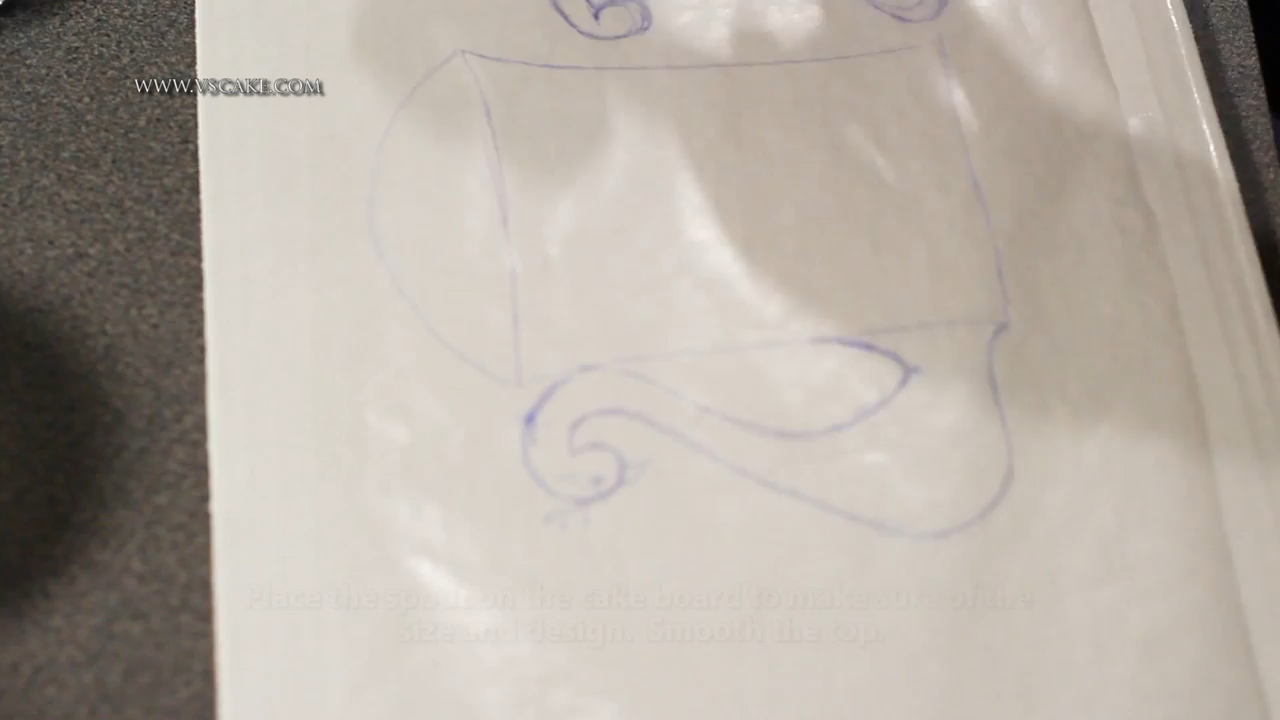 WWW.VSCAKE.COM
Place the spout on the cake board to make sure of the
size and design. Smooth the top.